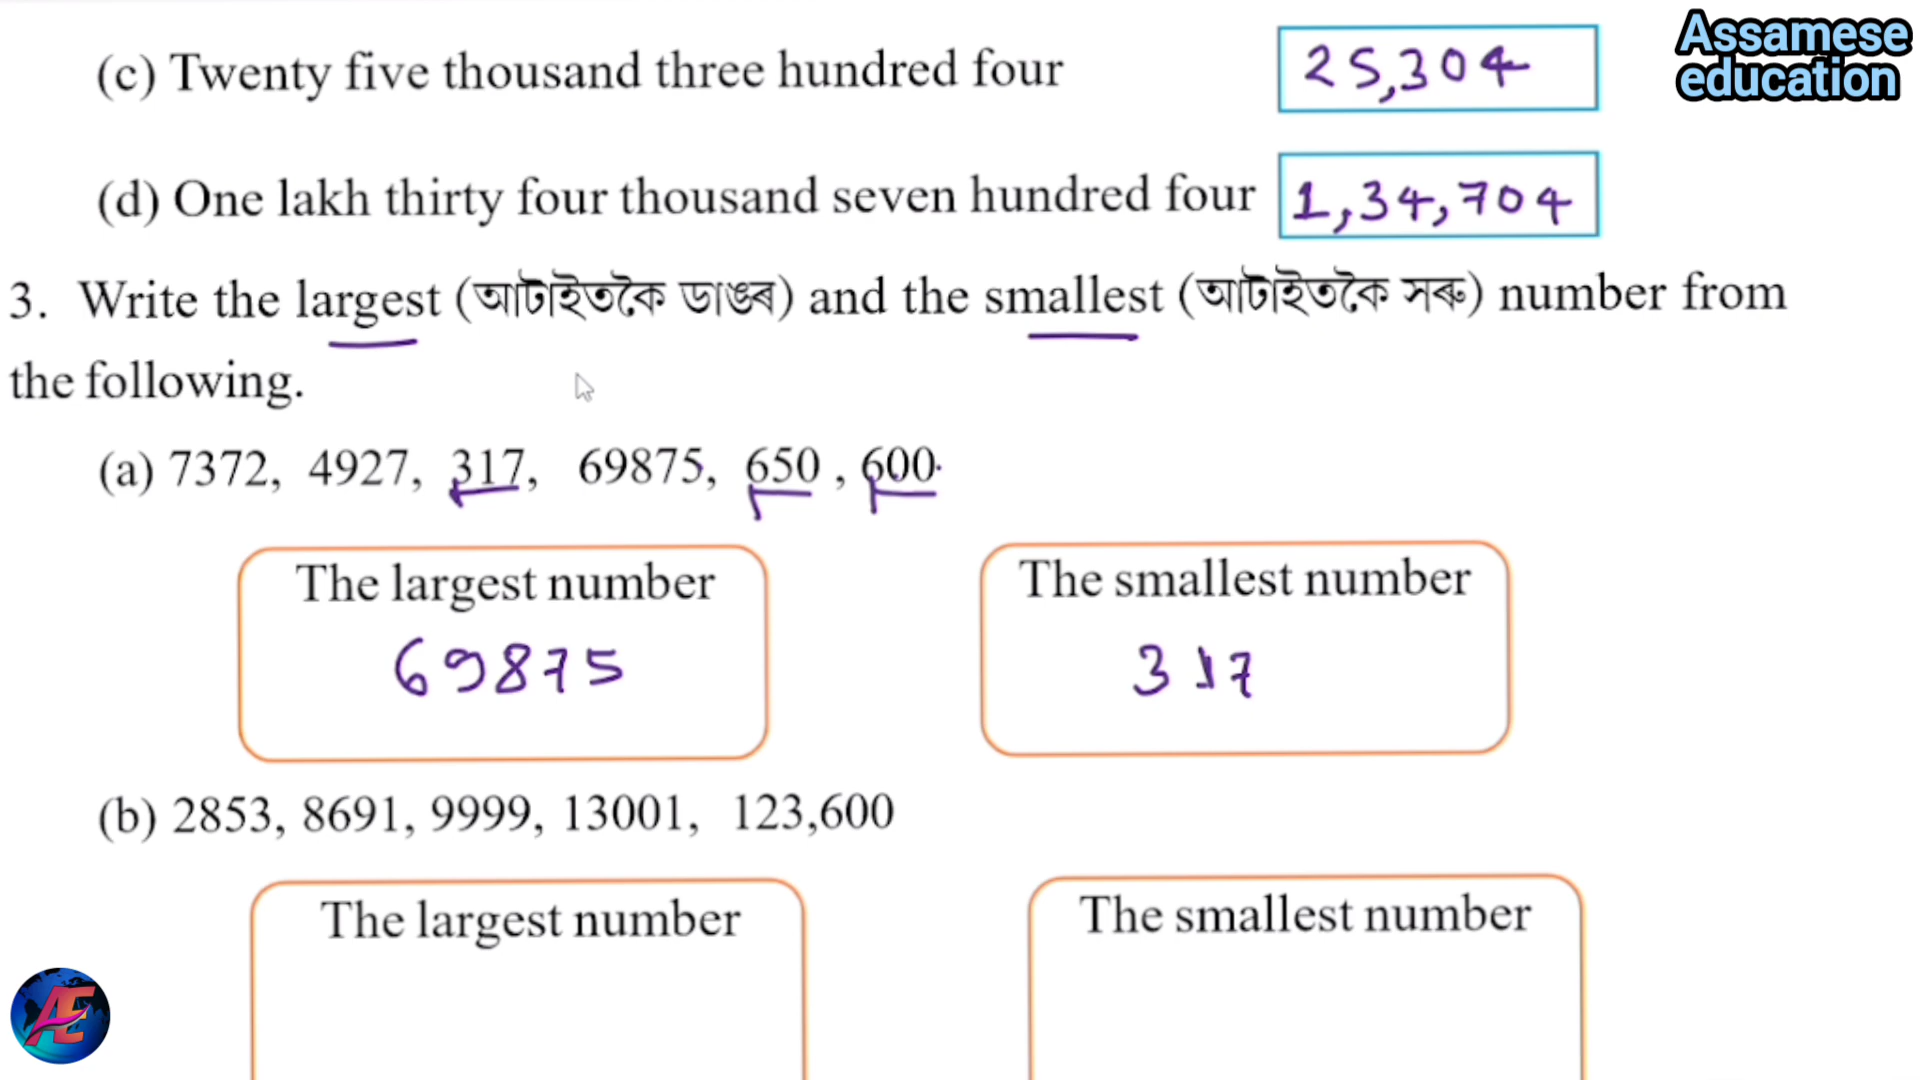 Assamese
education
(c) Twenty five thousand three hundred four 25,304
(d) One lakh thirty four thousand seven hundred four 1,34,704
3. Write the largest (আটাইতকৈ ডাঙৰ) and the smallest (আটাইতকৈ সৰু) number from
the following.
(a) 7372, 4927, 317, 69875, 650 , 600
The largest number
69875
The smallest number
317
(b) 2853, 8691, 9999, 13001, 123,600
The largest number
The smallest number
AE